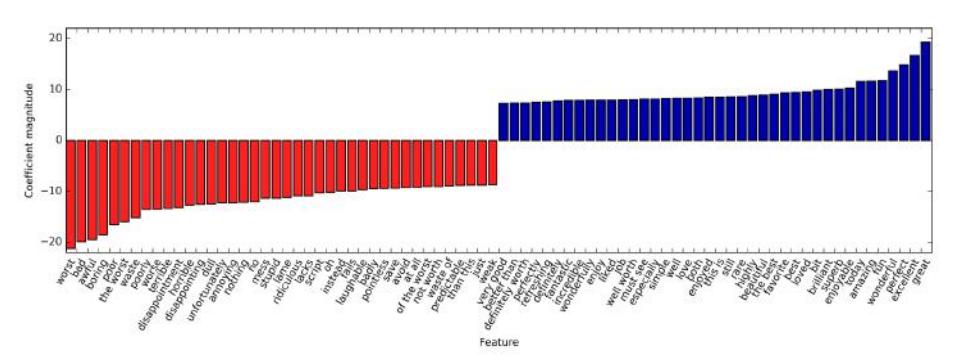 20
10
0
−10
−20
Coefficient magnitude
worst
bad
awful
boring
poor
the worst
waste
poorly
worse
terrible
disappointment
horrible
disappointing
dull
unfortunately
annoying
nothing
no
mess
stupid
lame
ridiculous
lacks
script
oh
instead
fails
laughable
badly
pointless
save
avoid
at all
of the worst
not worth
waste of
predictable
than this
just
weak
very good
better than
definitely worth
perfectly
refreshing
definitely
fantastic
incredible
wonderfully
enjoy
liked
job
well worth
must see
especially
simple
well
love
good
enjoyed
this is
still
rare
highly
beautiful
the best
favorite
best
loved
bit
brilliant
superb
enjoyable
today
amazing
fun
wonderful
perfect
excellent
great
Feature